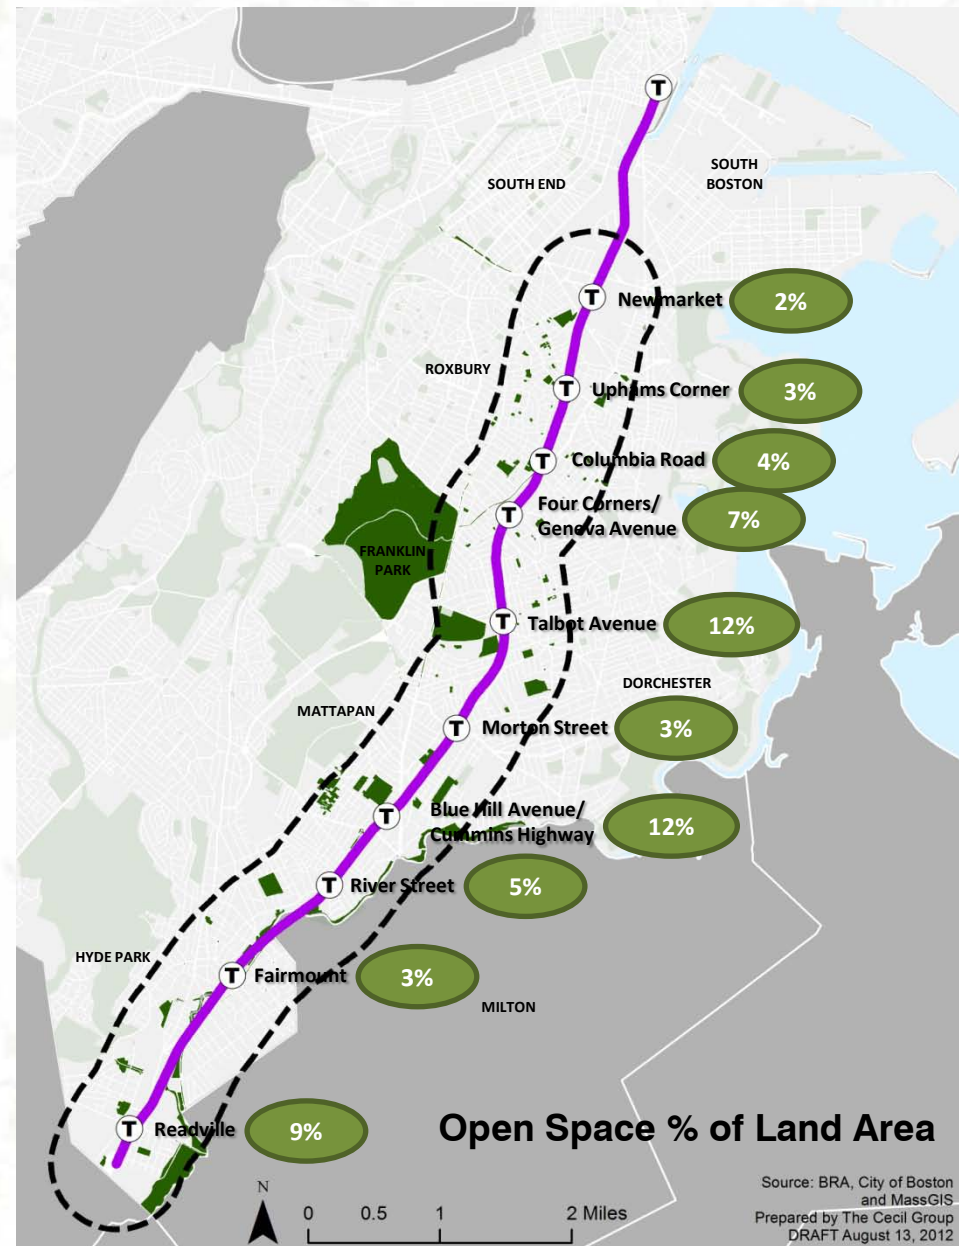 T
SOUTH END
SOUTH
BOSTON
T Newmarket 2%
ROXBURY
T Uphams Corner 3%
T Columbia Road 4%
T Four Corners/
Geneva Avenue 7%
FRANKLIN
PARK
T Talbot Avenue 12%
DORCHESTER
MATTAPAN
T Morton Street 3%
T Blue Hill Avenue/
Cummins Highway 12%
T River Street 5%
HYDE PARK
T Fairmount 3%
MILTON
T Readville 9%
Open Space % of Land Area
N
0 0.5 1 2 Miles
Source: BRA, City of Boston
and MassGIS
Prepared by The Cecil Group
DRAFT August 13, 2012